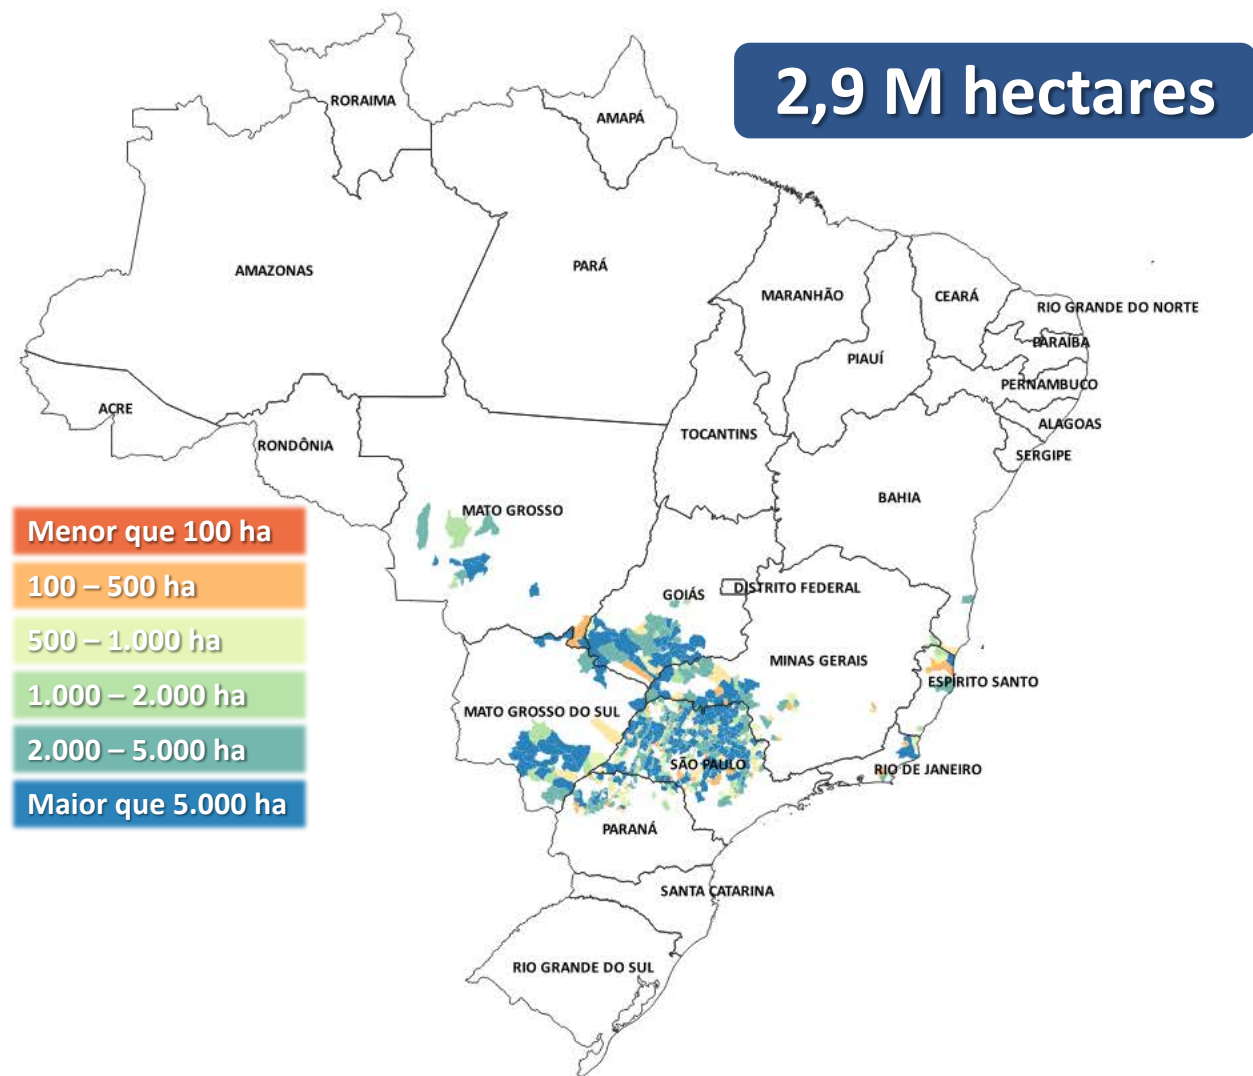 2,9 M hectares
RORAIMA
AMAPÁ
AMAZONAS
PARÁ
MARANHÃO
CEARÁ
RIO GRANDE DO NORTE
PARAÍBA
PIAUÍ
PERNAMBUCO
ACRE
ALAGOAS
TOCANTINS
RONDÔNIA
SERGIPE
BAHIA
MATO GROSSO
Menor que 100 ha
100 – 500 ha
500 – 1.000 ha
1.000 – 2.000 ha
2.000 – 5.000 ha
Maior que 5.000 ha
GOIÁS
DISTRITO FEDERAL
MINAS GERAIS
ESPÍRITO SANTO
MATO GROSSO DO SUL
SÃO PAULO
RIO DE JANEIRO
PARANÁ
SANTA CATARINA
RIO GRANDE DO SUL